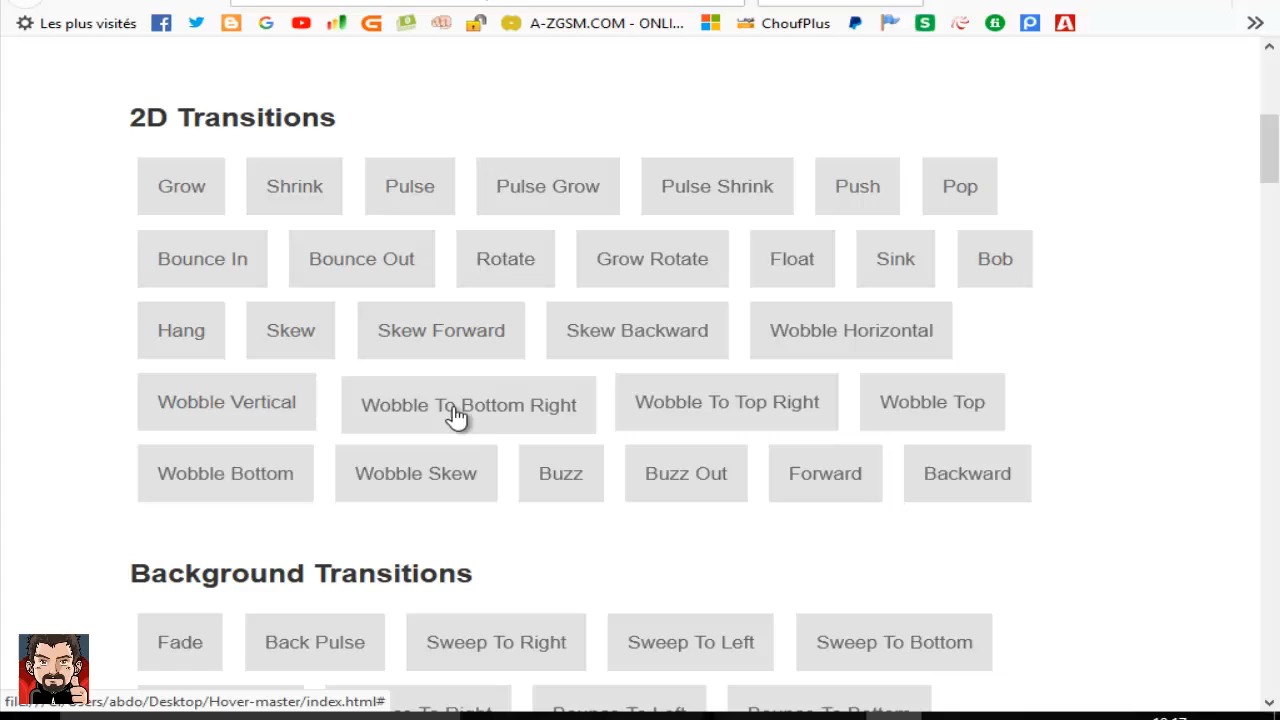 Les plus visités A-ZGSM.COM - ONLI... ChoufPlus
2D Transitions
Grow Shrink Pulse Pulse Grow Pulse Shrink Push Pop
Bounce In Bounce Out Rotate Grow Rotate Float Sink Bob
Hang Skew Skew Forward Skew Backward Wobble Horizontal
Wobble Vertical Wobble To Bottom Right Wobble To Top Right Wobble Top
Wobble Bottom Wobble Skew Buzz Buzz Out Forward Backward
Background Transitions
Fade Back Pulse Sweep To Right Sweep To Left Sweep To Bottom
Users/abdo/Desktop/Hover-master/index.html#